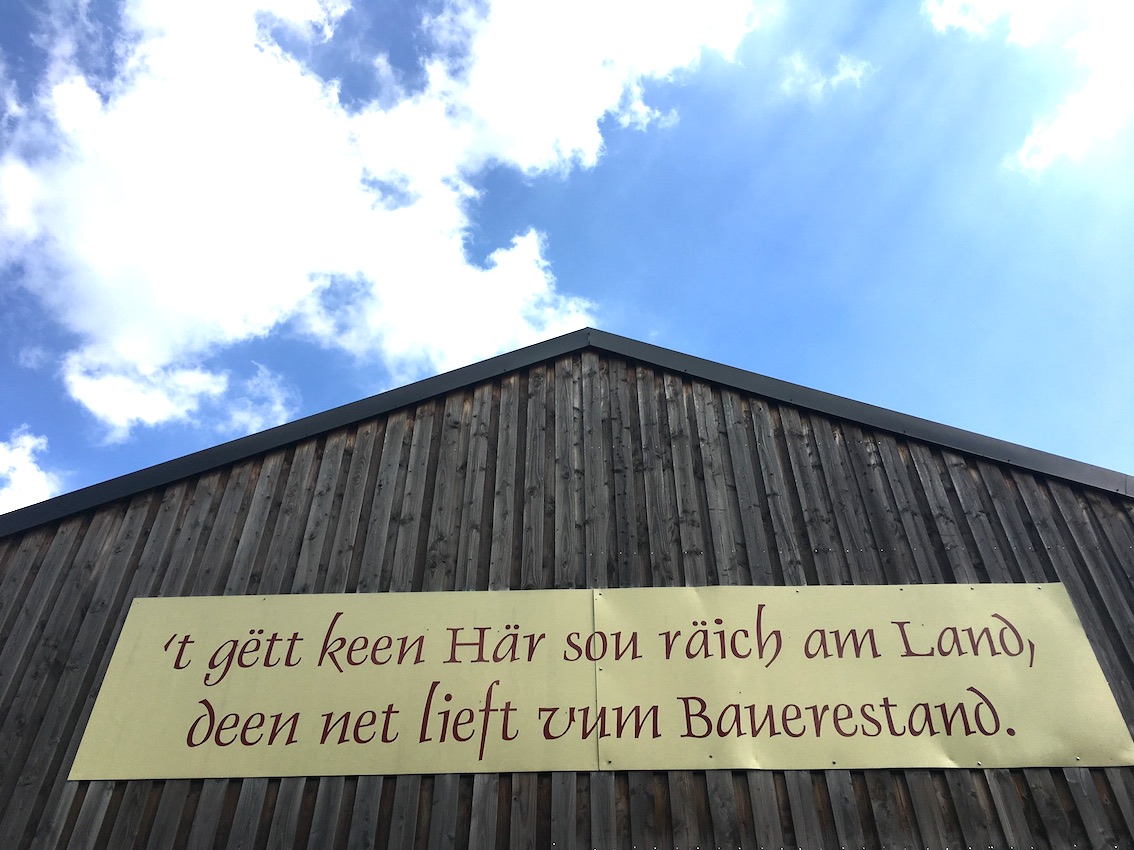 't gëtt keen Här sou räich am Land,
deen net lieft vum Bauerestand.